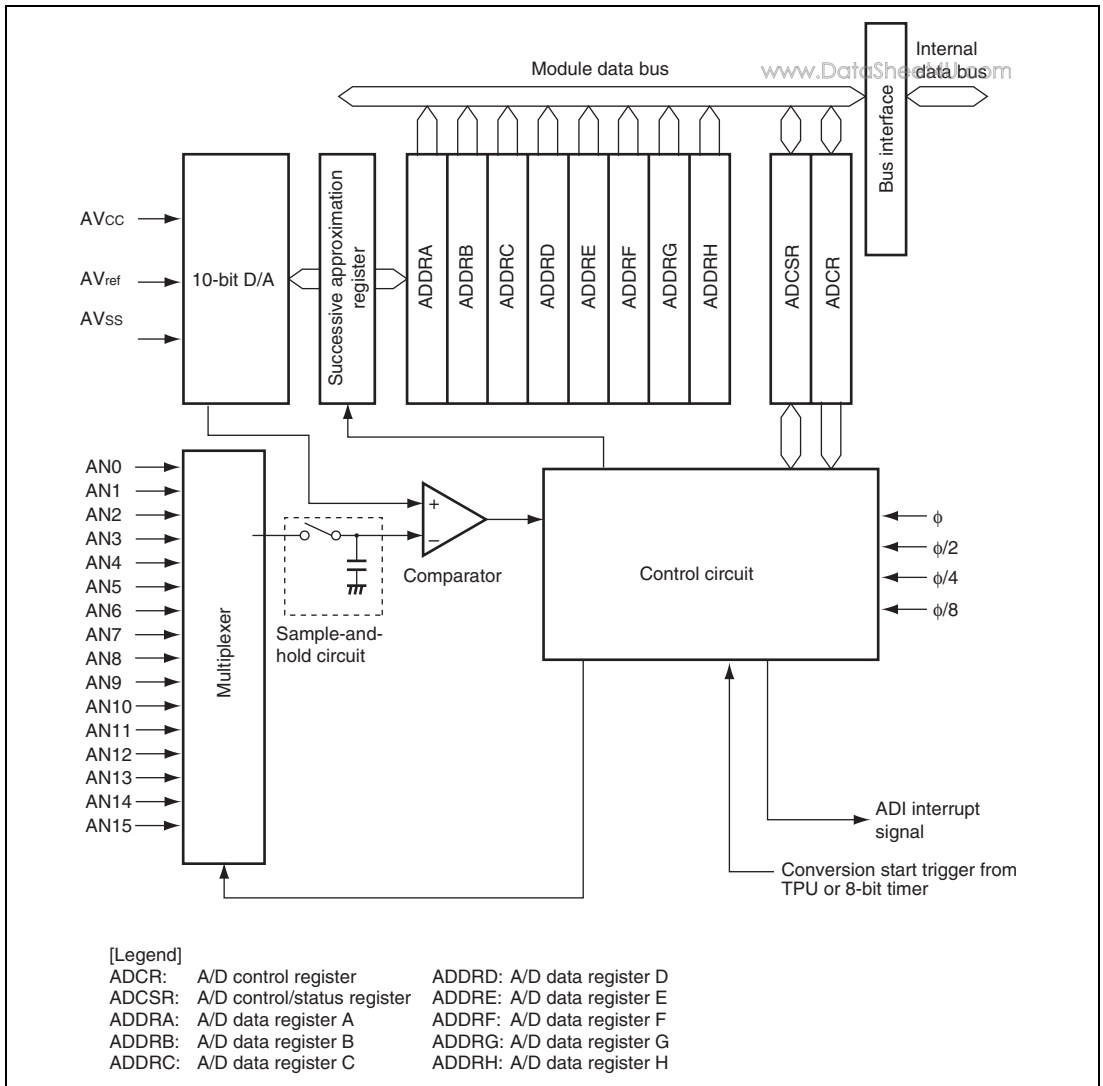 Module data bus
www.DataSheet4U.com
Internal
data bus
Bus interface
AVCC
AVref
AVSS
10-bit D/A
Successive approximation
register
ADDRA
ADDRB
ADDRC
ADDRD
ADDRE
ADDRF
ADDRG
ADDRH
ADCSR
ADCR
AN0
AN1
AN2
AN3
AN4
AN5
AN6
AN7
AN8
AN9
AN10
AN11
AN12
AN13
AN14
AN15
Multiplexer
+
−
Comparator
Sample-and-
hold circuit
Control circuit
ϕ
ϕ/2
ϕ/4
ϕ/8
ADI interrupt
signal
Conversion start trigger from
TPU or 8-bit timer
[Legend]
ADCR: A/D control register
ADCSR: A/D control/status register
ADDRA: A/D data register A
ADDRB: A/D data register B
ADDRC: A/D data register C
ADDRD: A/D data register D
ADDRE: A/D data register E
ADDRF: A/D data register F
ADDRG: A/D data register G
ADDRH: A/D data register H